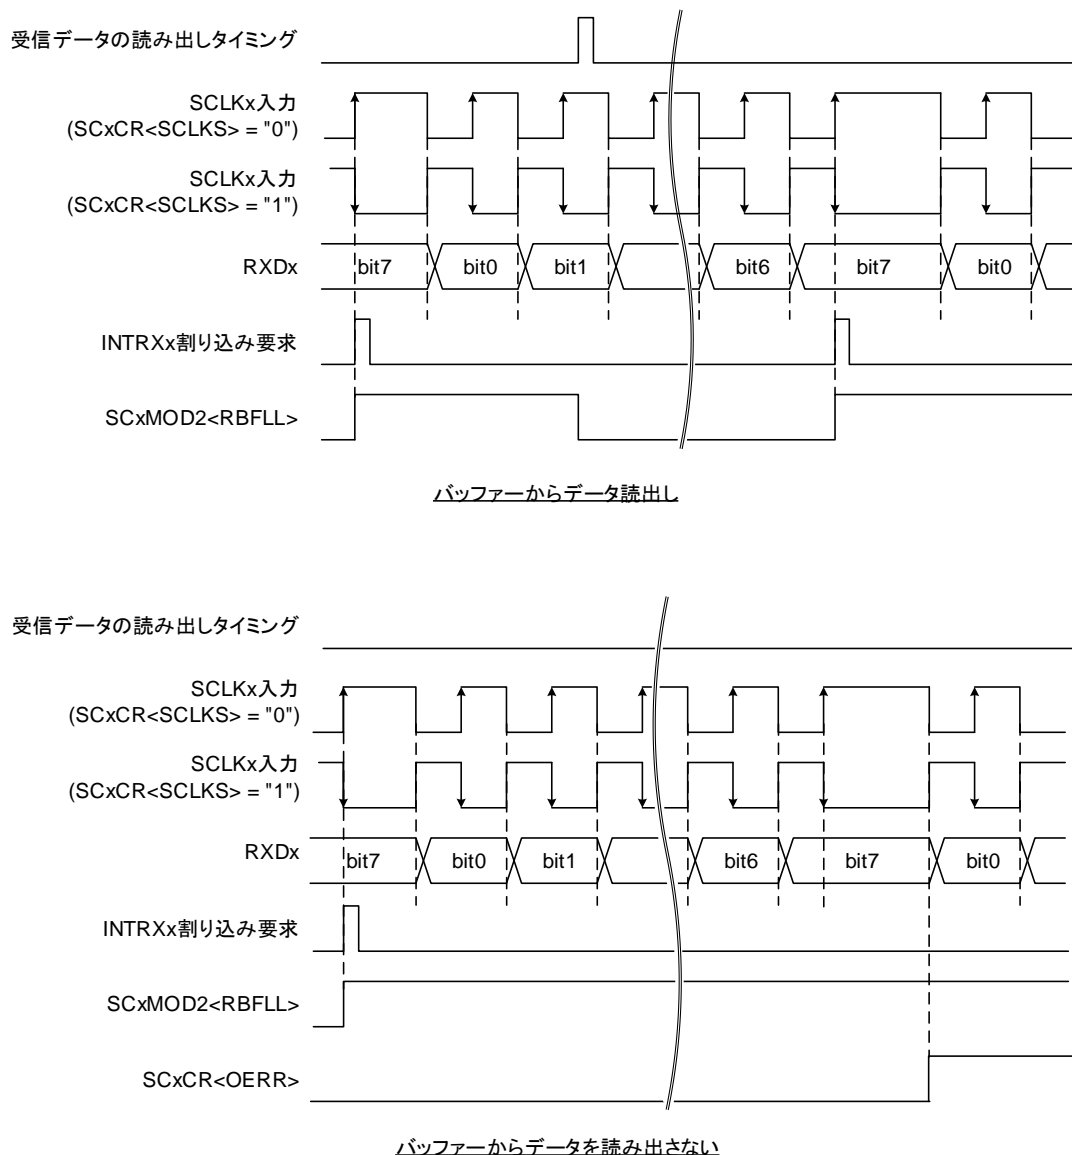 受信データの読み出しタイミング
SCLKx入力
(SCxCR<SCLKS> = "0")
SCLKx入力
(SCxCR<SCLKS> = "1")
RXDx
bit7 bit0 bit1 bit6 bit7 bit0
INTRXx割り込み要求
SCxMOD2<RBFLL>
バッファーからデータ読出し
受信データの読み出しタイミング
SCLKx入力
(SCxCR<SCLKS> = "0")
SCLKx入力
(SCxCR<SCLKS> = "1")
RXDx
bit7 bit0 bit1 bit6 bit7 bit0
INTRXx割り込み要求
SCxMOD2<RBFLL>
SCxCR<OERR>
バッファーからデータを読み出さない